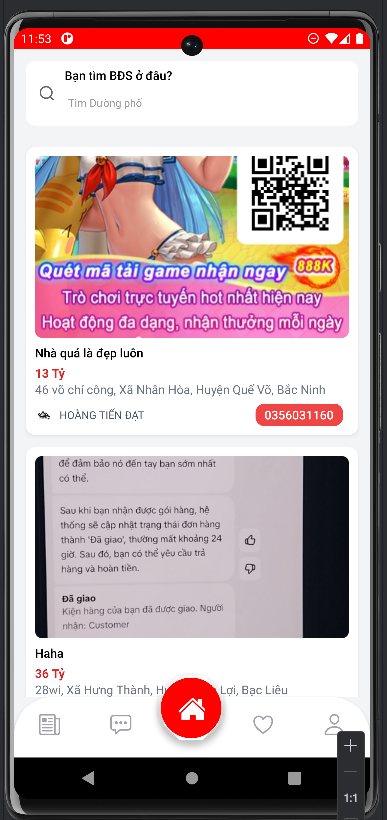 11:53
Bạn tìm BĐS ở đâu?
Tìm Dường phố
Quét mã tải game nhận ngay 888K
Trò chơi trực tuyến hot nhất hiện nay
Hoạt động đa dạng, nhận thưởng mỗi ngày
Nhà quá là đẹp luôn
13 Tỷ
46 võ chí công, Xã Nhân Hòa, Huyện Quế Võ, Bắc Ninh
HOÀNG TIẾN ĐẠT
0356031160
để đảm bảo nó đến tay bạn sớm nhất
có thể.
Sau khi bạn nhận được gói hàng, hệ
thống sẽ cập nhật trạng thái đơn hàng
thành 'Đã giao', thường mất khoảng 24
giờ. Sau đó, bạn có thể yêu cầu trả
hàng và hoàn tiền.
Đã giao
Kiện hàng của bạn đã được giao. Người
nhận: Customer
Haha
36 Tỷ
28wi, Xã Hưng Thành, Lợi, Bạc Liêu
1:1